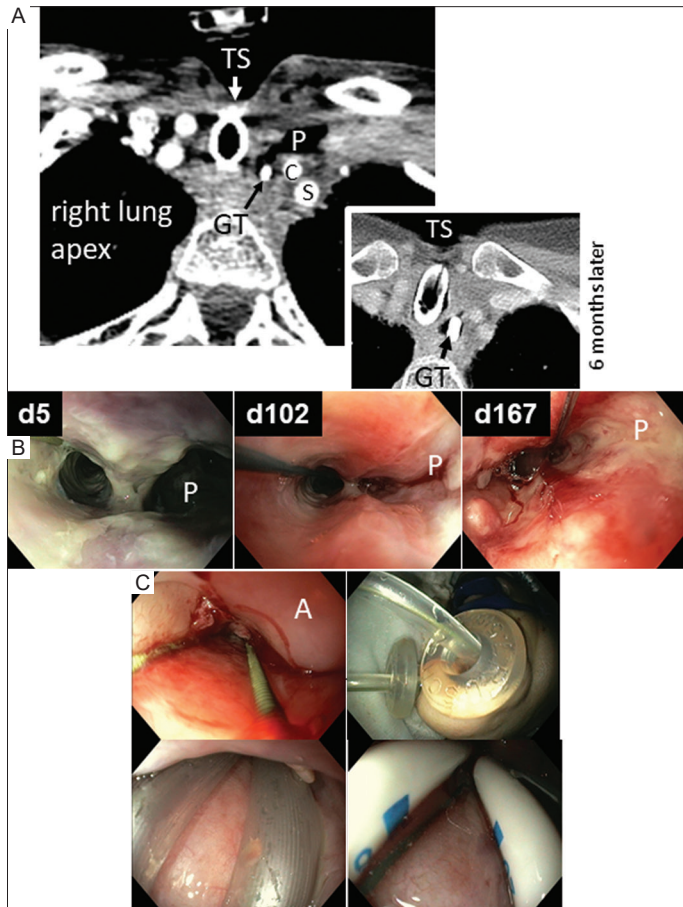 A
TS
P
C
S
GT
right lung
apex
TS
GT
6 months later
B
d5
d102
d167
P
P
P
C
A